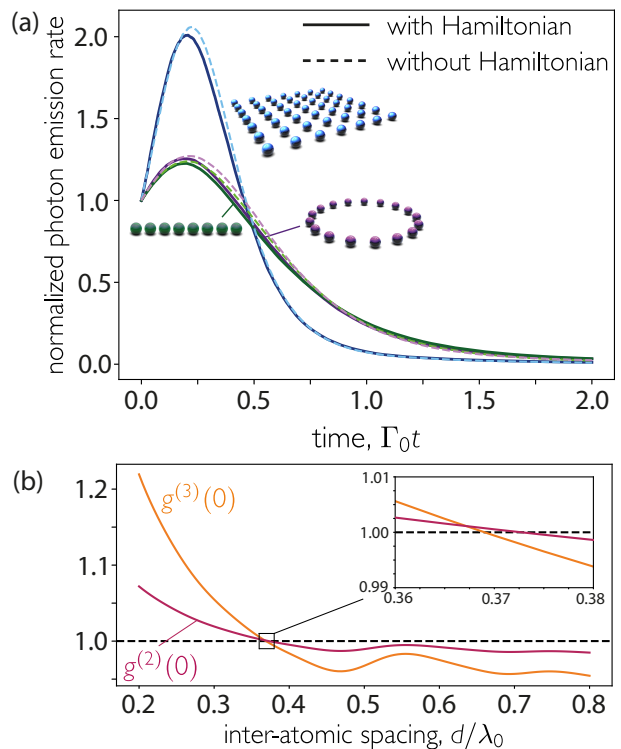 (a)
with Hamiltonian
without Hamiltonian
normalized photon emission rate
2.0
1.5
1.0
0.5
0.0
0.0 0.5 1.0 1.5 2.0
time, Γ₀t
(b)
g⁽³⁾(0)
g⁽²⁾(0)
1.2
1.1
1.0
1.01
1.00
0.99
0.36 0.37 0.38
0.2 0.3 0.4 0.5 0.6 0.7 0.8
inter-atomic spacing, d/λ₀